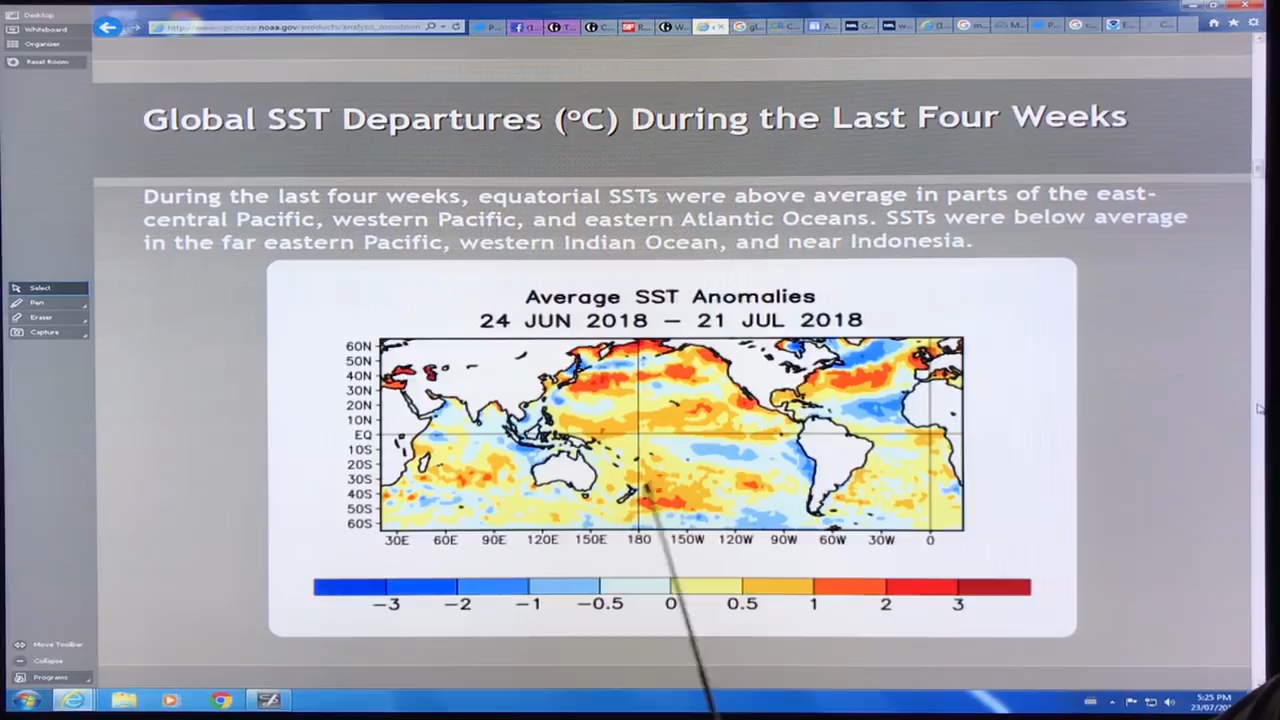 Desktop
Whiteboard
Organiser
Reset Room
Global SST Departures (ºC) During the Last Four Weeks
During the last four weeks, equatorial SSTs were above average in parts of the east-
central Pacific, western Pacific, and eastern Atlantic Oceans. SSTs were below average
in the far eastern Pacific, western Indian Ocean, and near Indonesia.
Select
Pen
Eraser
Capture
Average SST Anomalies
24 JUN 2018 – 21 JUL 2018
60N
50N
40N
30N
20N
10N
EQ
10S
20S
30S
40S
50S
60S
30E 60E 90E 120E 150E 180 150W 120W 90W 60W 30W 0
-3 -2 -1 -0.5 0 0.5 1 2 3
Move Toolbar
Collapse
Programs
5:25 PM